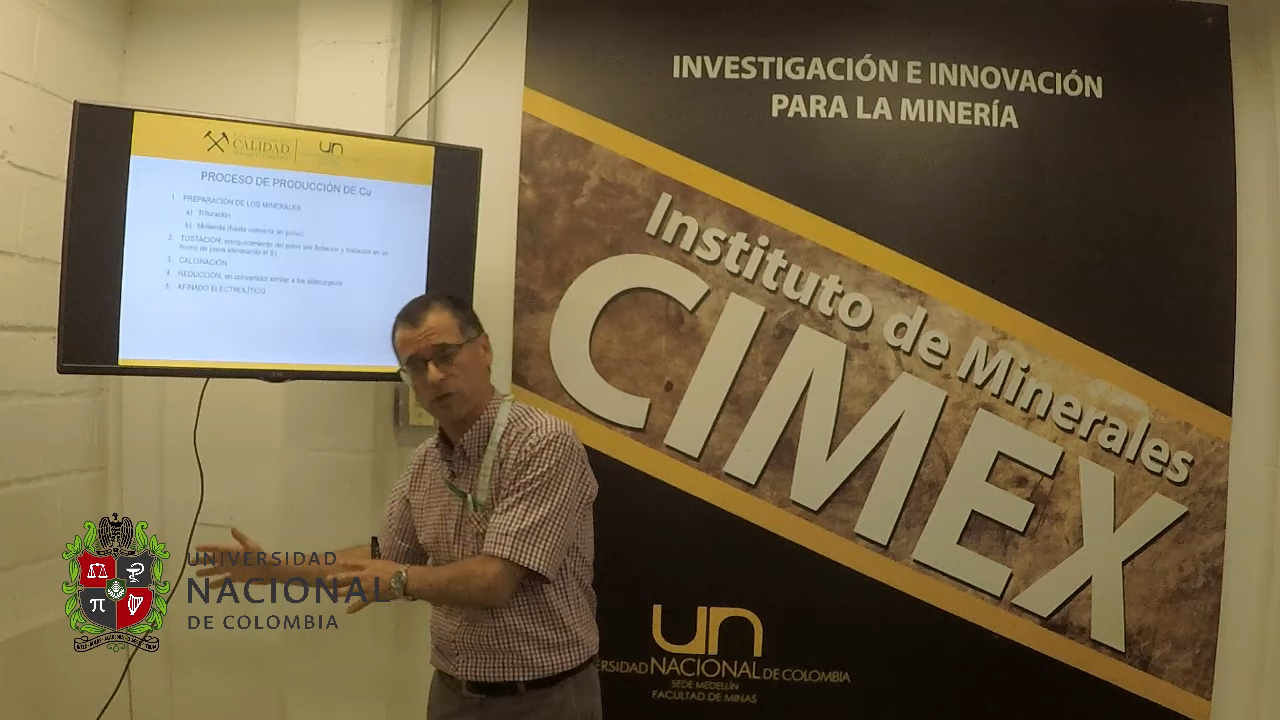 CALIDAD
un
PROCESO DE PRODUCCIÓN DE Cu
1. PREPARACIÓN DE LOS MINERALES:
a) Trituración
b) Molienda (hasta convertir en polvo)
2. TOSTACIÓN, enriquecimiento del polvo por flotación y tostación en un
horno de pisos eliminando el S)
3. CALCINACIÓN
4. REDUCCIÓN, en convertidor similar a los siderúrgicos
5. AFINADO ELECTROLÍTICO
INVESTIGACIÓN E INNOVACIÓN
PARA LA MINERÍA
Instituto de Minerales
CIMEX
un
ERSIDAD NACIONAL DE COLOMBIA
SEDE MEDELLÍN
FACULTAD DE MINAS
UNIVERSIDAD
NACIONAL
DE COLOMBIA